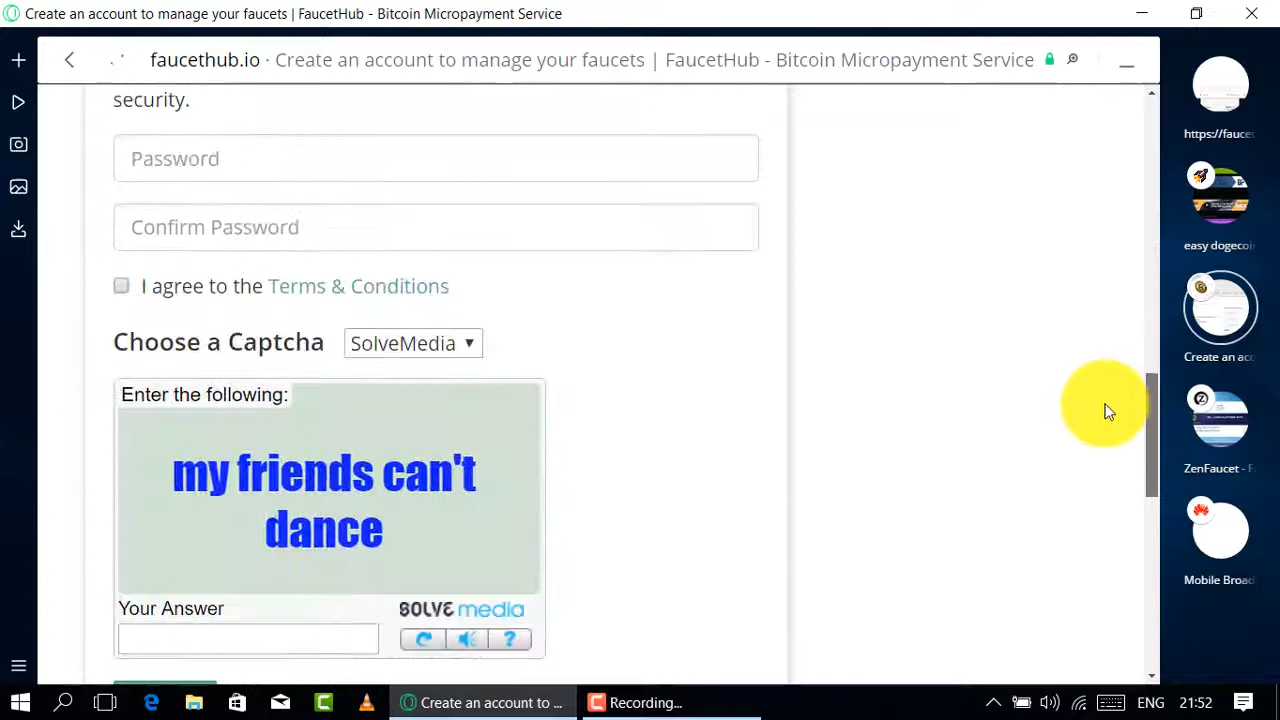 Create an account to manage your faucets | FaucetHub - Bitcoin Micropayment Service
faucethub.io · Create an account to manage your faucets | FaucetHub - Bitcoin Micropayment Service
security.
Password
Confirm Password
I agree to the Terms & Conditions
Choose a Captcha SolveMedia
Enter the following:
my friends can't
dance
Your Answer
SOLVE media
?
https://faucet
easy dogecoi
Create an acc
ZenFaucet - F
Mobile Broad
Create an account to ...
Recording...
ENG
21:52